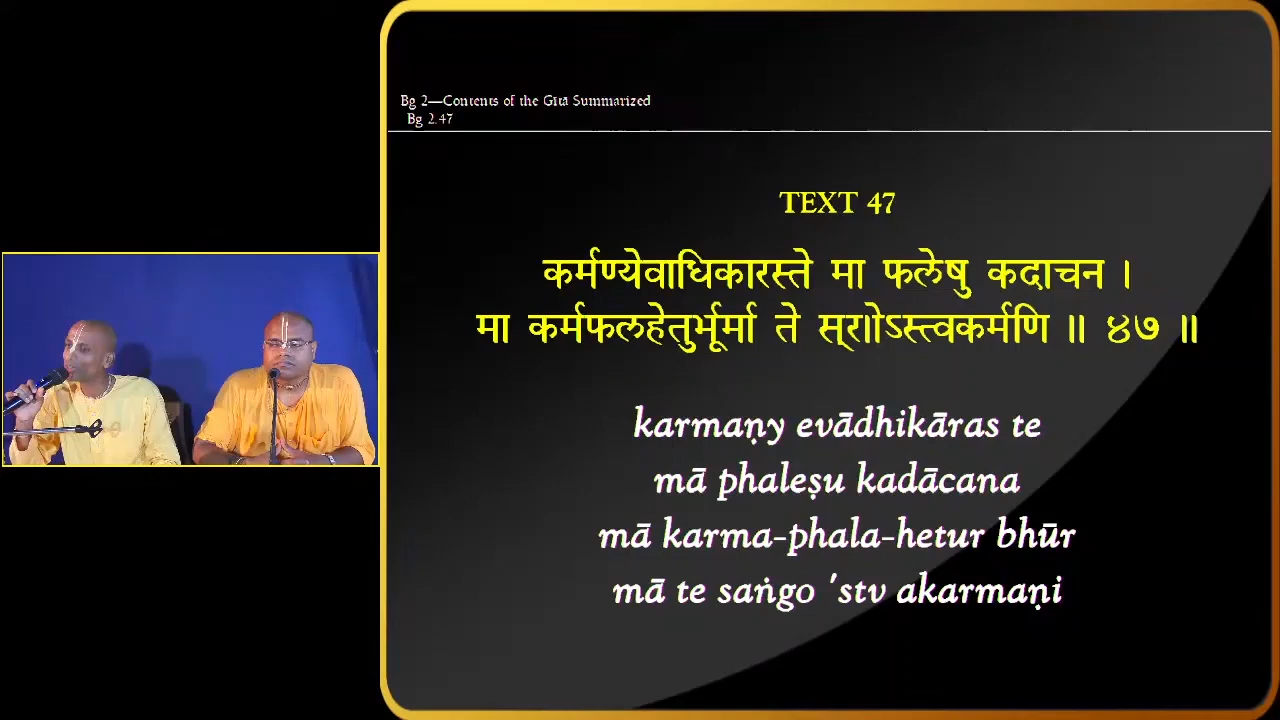 Bg 2—Contents of the Gītā Summarized
Bg 2.47
TEXT 47
कर्मण्येवाधिकारस्ते मा फलेषु कदाचन ।
मा कर्मफलहेतुर्भूर्मा ते स्राोऽस्त्वकर्मणि ॥ ४७ ॥
karmaṇy evādhikāras te
mā phaleṣu kadācana
mā karma-phala-hetur bhūr
mā te saṅgo 'stv akarmaṇi